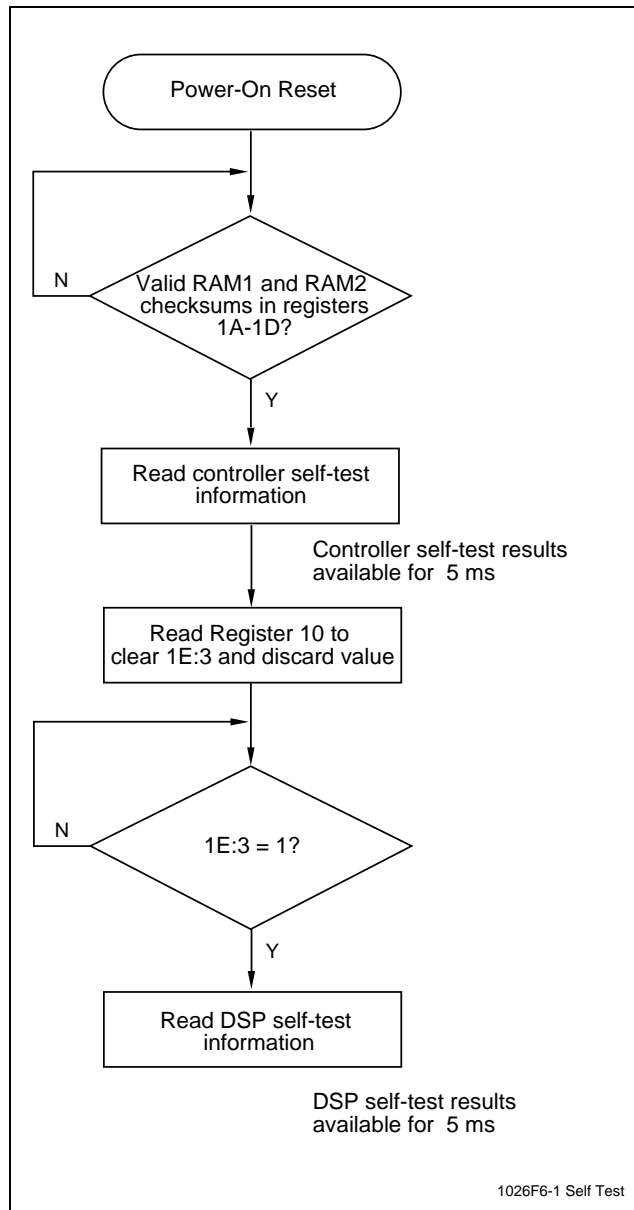 Power-On Reset
N
Valid RAM1 and RAM2
checksums in registers
1A-1D?
Y
Read controller self-test
information
Controller self-test results
available for 5 ms
Read Register 10 to
clear 1E:3 and discard value
N
1E:3 = 1?
Y
Read DSP self-test
information
DSP self-test results
available for 5 ms
1026F6-1 Self Test